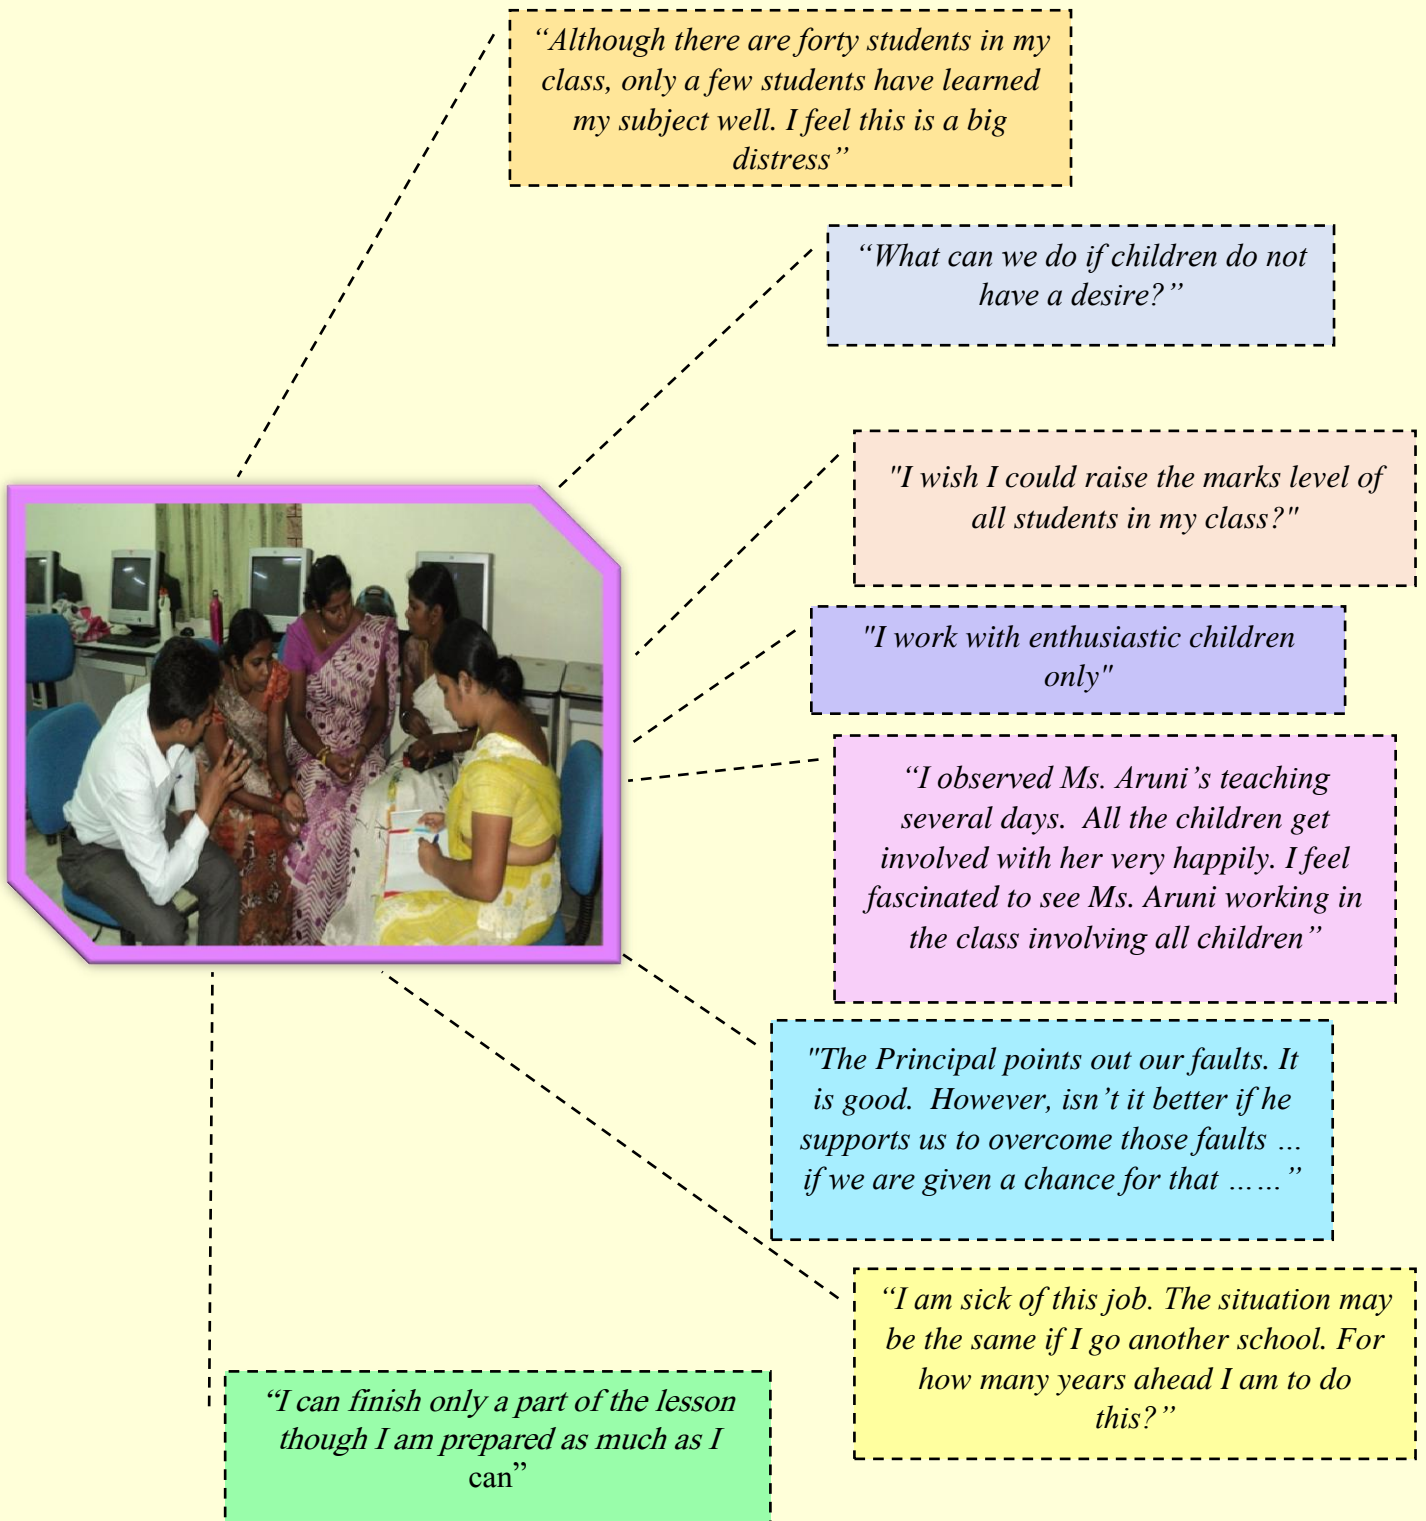 “Although there are forty students in my
class, only a few students have learned
my subject well. I feel this is a big
distress”
“What can we do if children do not
have a desire?”
"I wish I could raise the marks level of
all students in my class?"
"I work with enthusiastic children
only"
“I observed Ms. Aruni’s teaching
several days.  All the children get
involved with her very happily. I feel
fascinated to see Ms. Aruni working in
the class involving all children”
"The Principal points out our faults. It
is good.  However, isn’t it better if he
supports us to overcome those faults …
if we are given a chance for that ……”
“I am sick of this job. The situation may
be the same if I go another school. For
how many years ahead I am to do
this?”
“I can finish only a part of the lesson
though I am prepared as much as I
can”